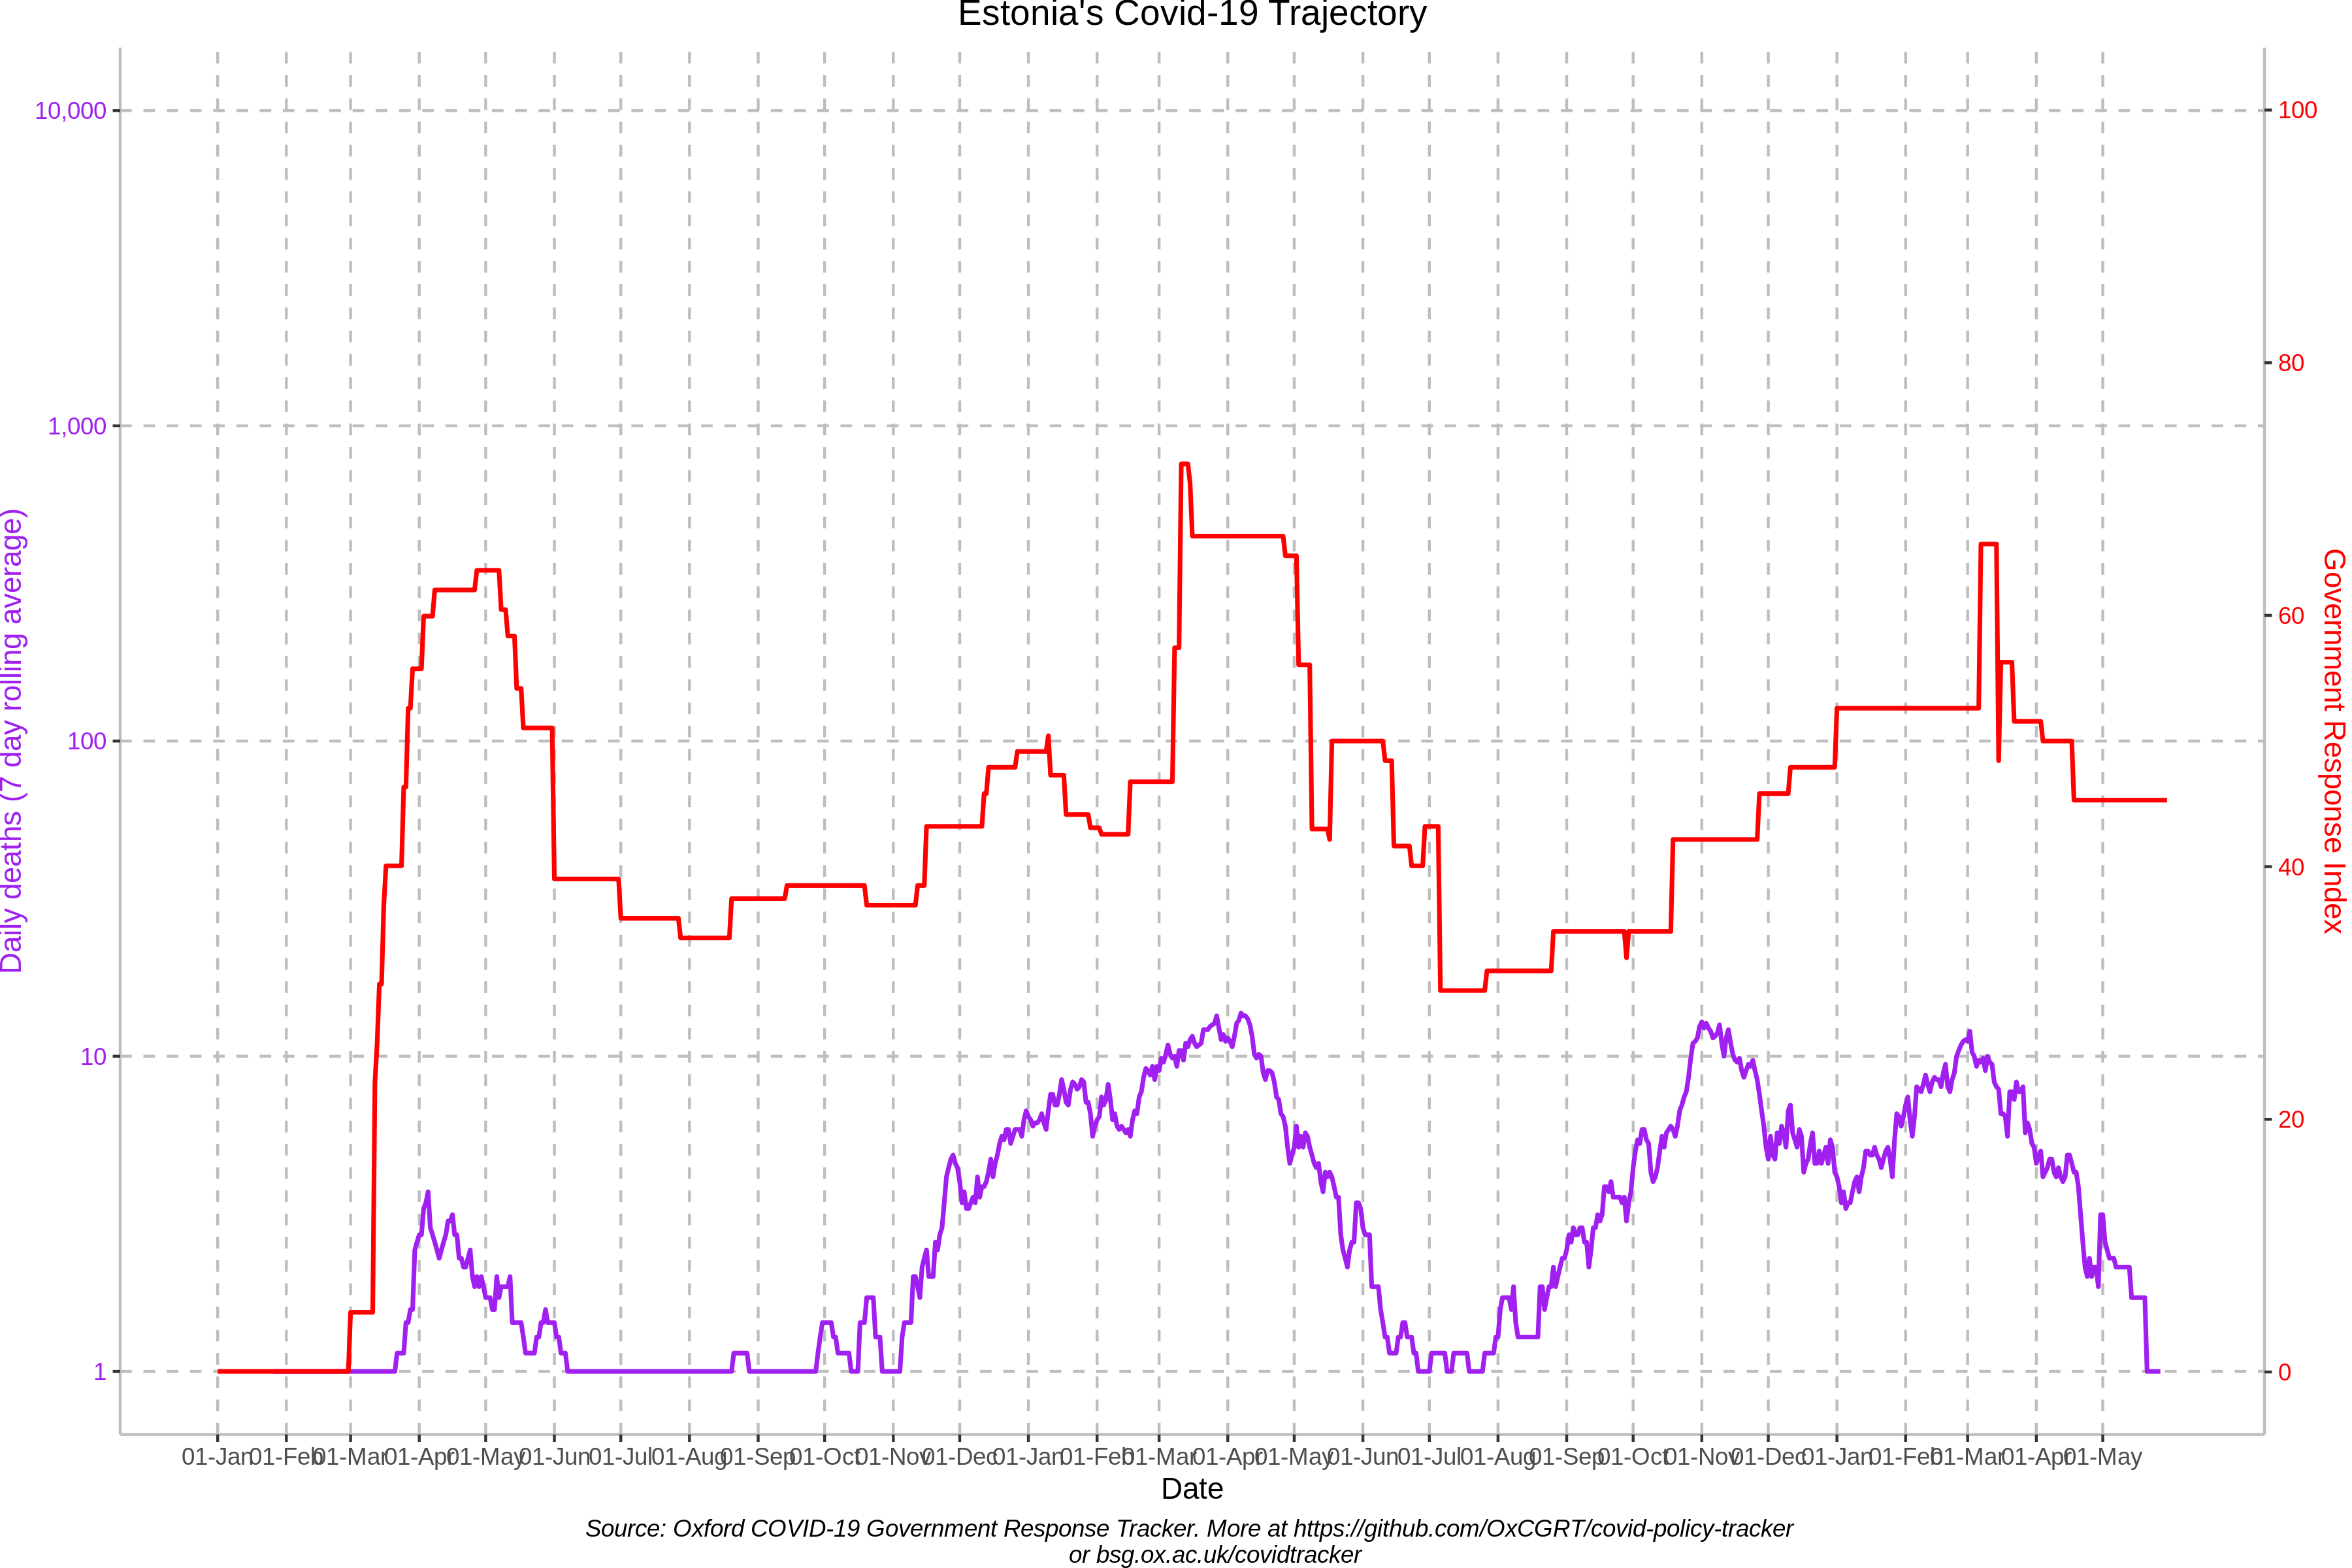 Estonia's Covid-19 Trajectory
10,000
1,000
100
10
1
Daily deaths (7 day rolling average)
100
80
60
40
20
0
Government Response Index
01-Jan 01-Feb 01-Mar 01-Apr 01-May 01-Jun 01-Jul 01-Aug 01-Sep 01-Oct 01-Nov 01-Dec 01-Jan 01-Feb 01-Mar 01-Apr 01-May 01-Jun 01-Jul 01-Aug 01-Sep 01-Oct 01-Nov 01-Dec 01-Jan 01-Feb 01-Mar 01-Apr 01-May
Date
Source: Oxford COVID-19 Government Response Tracker. More at https://github.com/OxCGRT/covid-policy-tracker
or bsg.ox.ac.uk/covidtracker